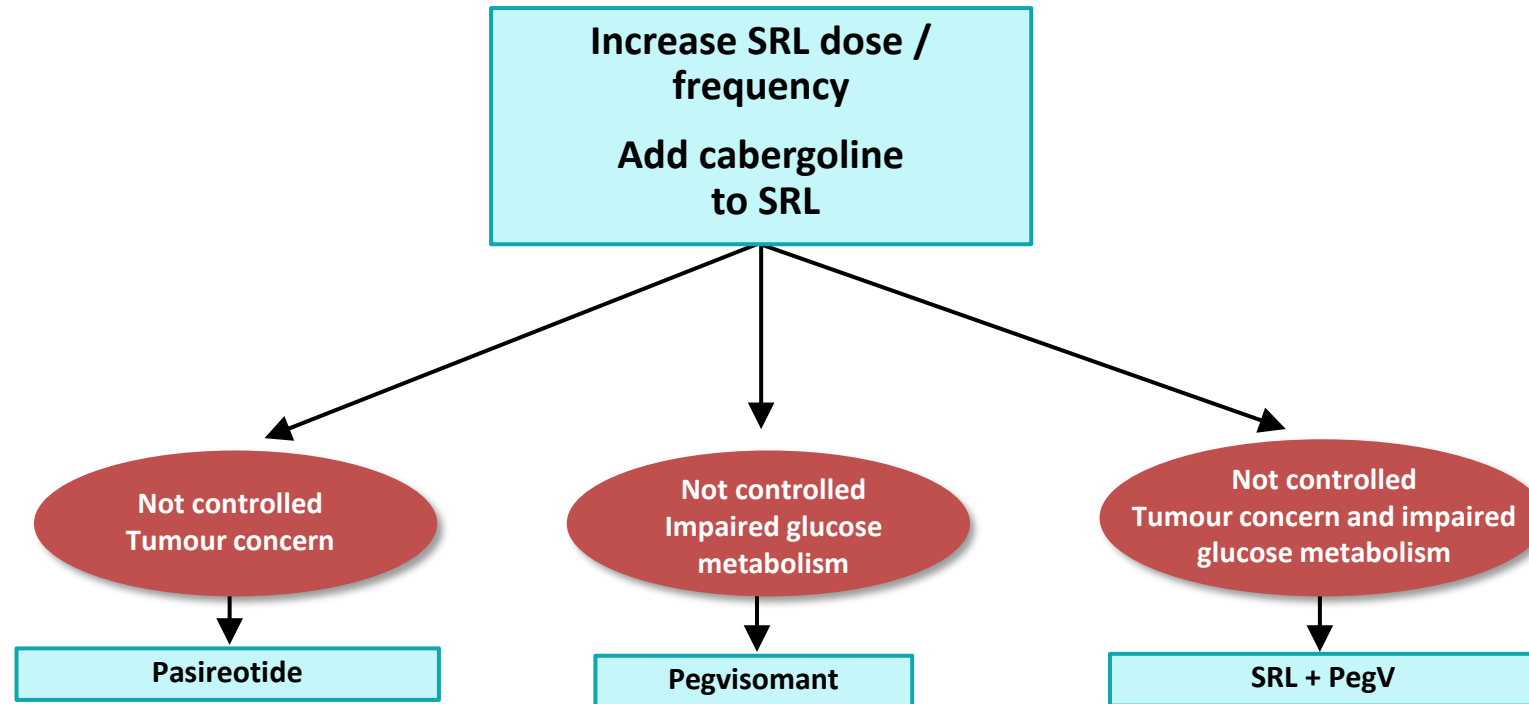 Increase SRL dose /
frequency
Add cabergoline
to SRL
Not controlled
Tumour concern
Not controlled
Impaired glucose
metabolism
Not controlled
Tumour concern and impaired
glucose metabolism
Pasireotide
Pegvisomant
SRL + PegV